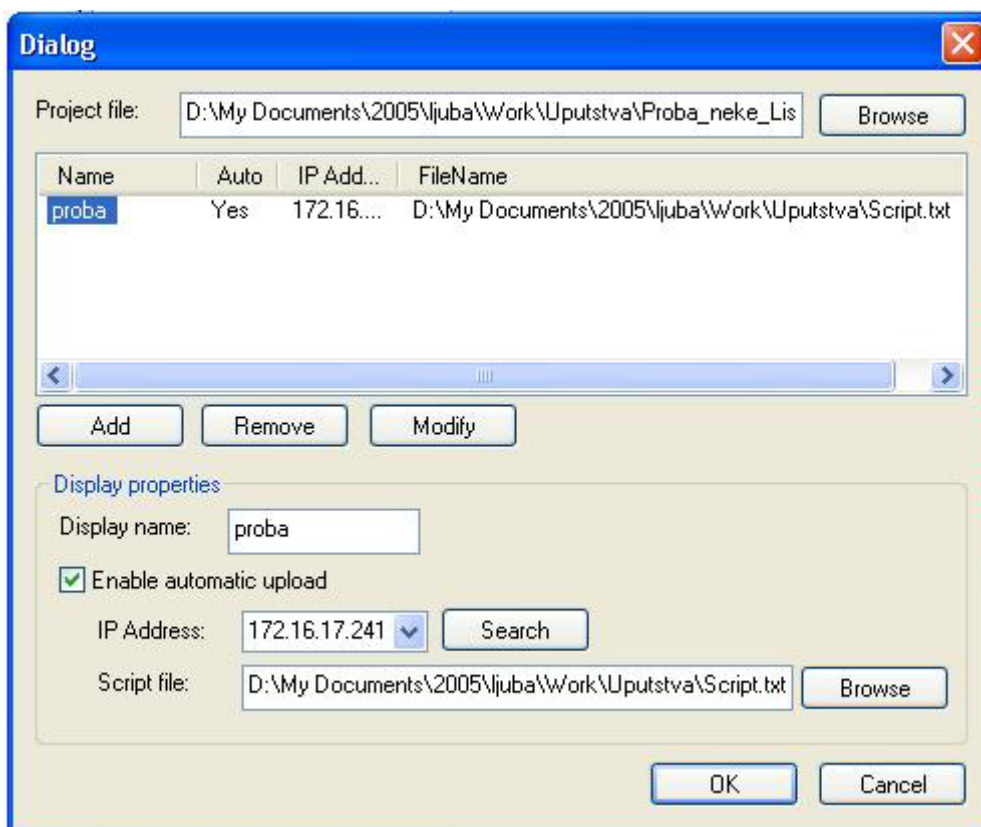 Dialog
Project file: D:\My Documents\2005\ljuba\Work\Uputstva\Proba_neke_Lis Browse
Name Auto IP Add... FileName
proba Yes 172.16.... D:\My Documents\2005\ljuba\Work\Uputstva\Script.txt
Add Remove Modify
Display properties
Display name: proba
Enable automatic upload
IP Address: 172.16.17.241 Search
Script file: D:\My Documents\2005\ljuba\Work\Uputstva\Script.txt Browse
OK Cancel